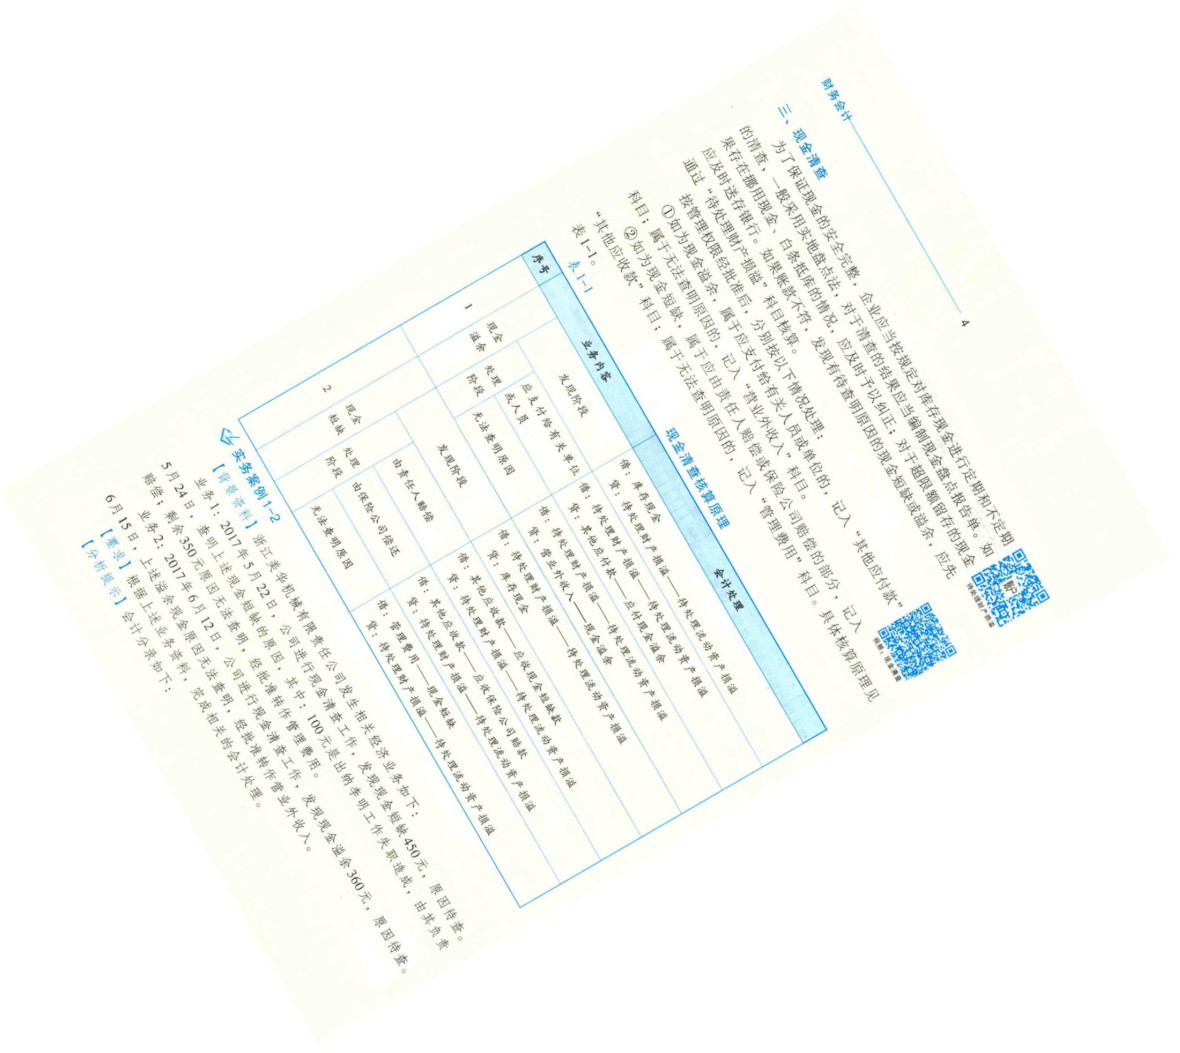 财务会计
4
三、现金清查
为了保证现金的安全完整，企业应当按规定对库存现金进行定期和不定期
的清查，一般采用实地盘点法，对于清查的结果应当编制现金盘点报告单。如
果存在挪用现金、白条抵库的情况，应及时予以纠正；对于超限额留存的现金
应及时送存银行。如果账款不符，发现有待查明原因的现金短缺或溢余，应先
通过“待处理财产损溢”科目核算。
按管理权限经批准后，分别按以下情况处理：
①如为现金溢余，属于应支付给有关人员或单位的，记入“其他应付款”
科目；属于无法查明原因的，记入“营业外收入”科目。
②如为现金短缺，属于应由责任人赔偿或保险公司赔偿的部分，记入
“其他应收款”科目；属于无法查明原因的，记入“管理费用”科目。具体核算原理见
表1-1。
表1-1 现金清查核算原理
序号 业务内容 会计处理
1 现金溢余 发现阶段 借：库存现金
贷：待处理财产损溢——待处理流动资产损溢
处理阶段 应支付给有关单位或人员 借：待处理财产损溢——待处理流动资产损溢
贷：其他应付款——应付现金溢余
无法查明原因 借：待处理财产损溢——待处理流动资产损溢
贷：营业外收入——现金溢余
2 现金短缺 发现阶段 借：待处理财产损溢——待处理流动资产损溢
贷：库存现金
处理阶段 由责任人赔偿 借：其他应收款——应收现金短缺款
贷：待处理财产损溢——待处理流动资产损溢
由保险公司偿还 借：其他应收款——应收保险公司赔款
贷：待处理财产损溢——待处理流动资产损溢
无法查明原因 借：管理费用——现金短缺
贷：待处理财产损溢——待处理流动资产损溢
实务案例1-2
【背景资料】浙江美华机械有限责任公司发生相关经济业务如下：
业务1：2017年5月22日，公司进行现金清查工作，发现现金短缺450元，原因待查。
5月24日，查明上述现金短缺的原因，其中：100元是出纳李明工作失职造成，由其负责
赔偿；剩余350元原因无法查明，经批准转作管理费用。
业务2：2017年6月12日，公司进行现金清查工作，发现现金溢余360元，原因待查。
6月15日，上述溢余现金原因无法查明，经批准转作营业外收入。
【要求】根据上述业务资料，完成相关的会计处理。
【分析提示】会计分录如下：